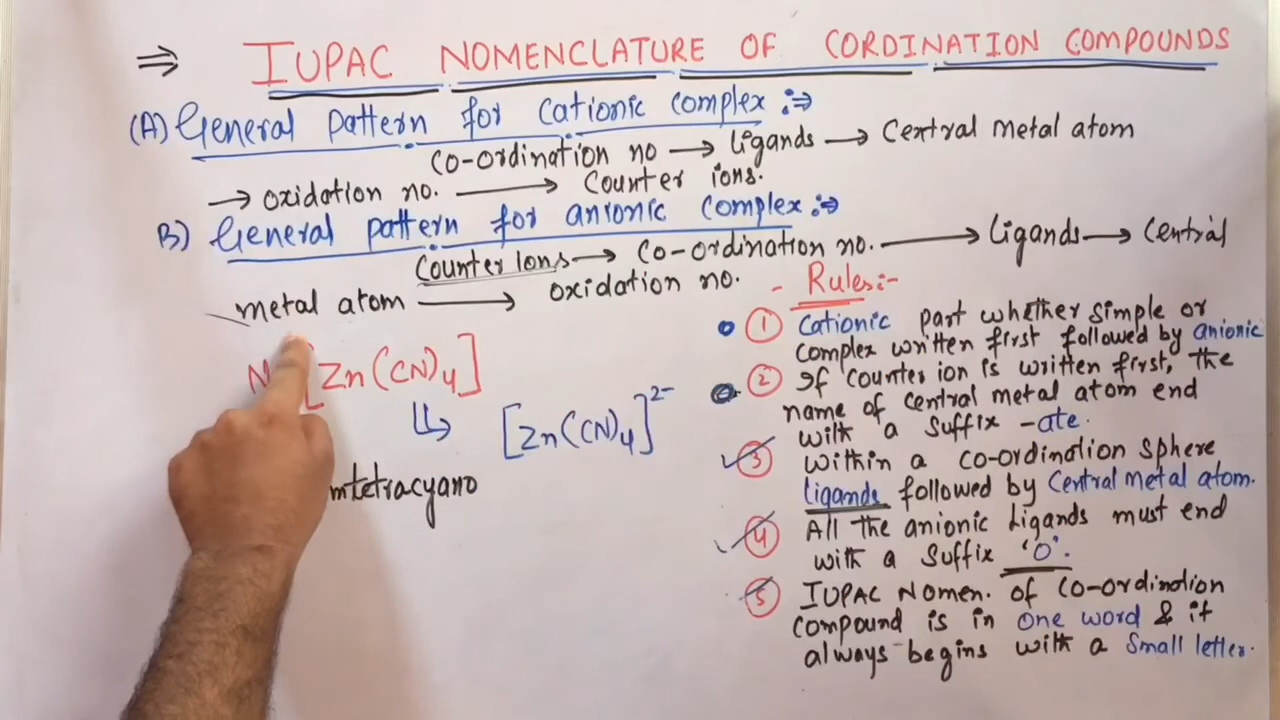 ⇒ IUPAC NOMENCLATURE OF CORDINATION COMPOUNDS
(A) General pattern for cationic complex :⇒
Co-ordination no → ligands → Central Metal atom
→ oxidation no. → Counter ions.
B) General pattern for anionic complex :⇒
Counter Ions → Co-ordination no. → Ligands → Central
metal atom → oxidation no.
- Rules:-
① Cationic part whether simple or
complex written first followed by anionic
② If counter ion is written first, the
name of central metal atom end
with a suffix -ate.
③ Within a co-ordination sphere
ligands followed by Central metal atom.
④ All the anionic ligands must end
with a suffix 'O'.
⑤ IUPAC Nomen. of Co-ordination
compound is in one word & it
always begins with a small letter.
[Zn(CN)4]
[Zn(CN)4]2-
mtetracyano